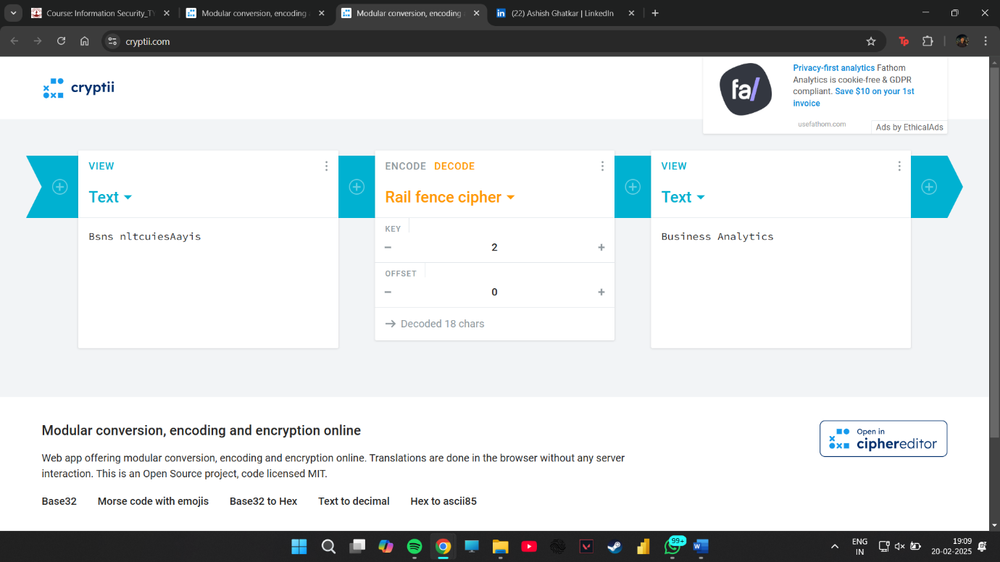 Course: Information Security_TY
Modular conversion, encoding
Modular conversion, encoding
(22) Ashish Ghatkar | LinkedIn
cryptii.com
Tp
cryptii
fa/
Privacy-first analytics Fathom
Analytics is cookie-free & GDPR
compliant. Save $10 on your 1st
invoice
usefathom.com
Ads by EthicalAds
VIEW
Text
Bsns nltcuiesAayis
ENCODE DECODE
Rail fence cipher
KEY
− 2 +
OFFSET
− 0 +
→ Decoded 18 chars
VIEW
Text
Business Analytics
Modular conversion, encoding and encryption online
Web app offering modular conversion, encoding and encryption online. Translations are done in the browser without any server
interaction. This is an Open Source project, code licensed MIT.
Base32 Morse code with emojis Base32 to Hex Text to decimal Hex to ascii85
Open in
ciphereditor
99+
ENG
IN
19:09
20-02-2025